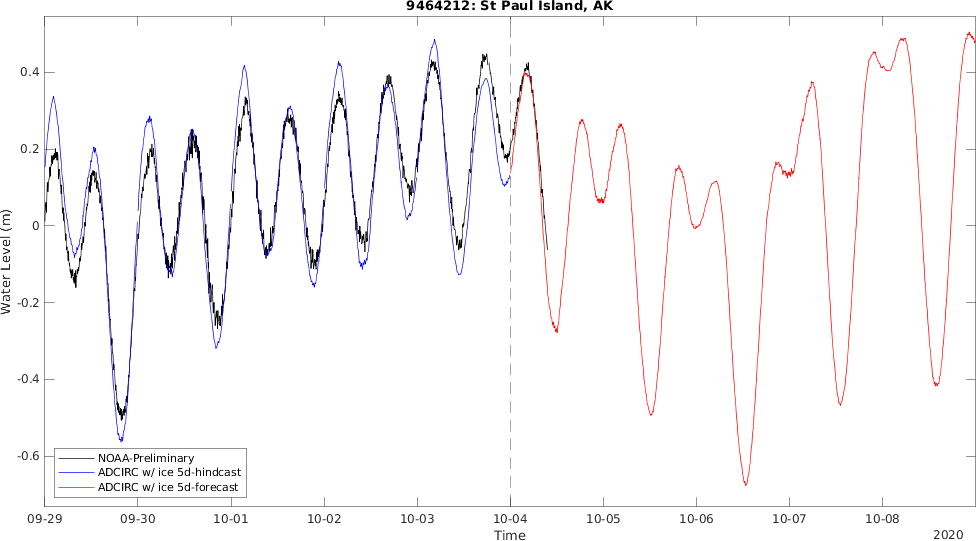 9464212: St Paul Island, AK
Water Level (m)
0.4
0.2
0
-0.2
-0.4
-0.6
NOAA-Preliminary
ADCIRC w/ ice 5d-hindcast
ADCIRC w/ ice 5d-forecast
09-29 09-30 10-01 10-02 10-03 10-04 10-05 10-06 10-07 10-08
Time
2020